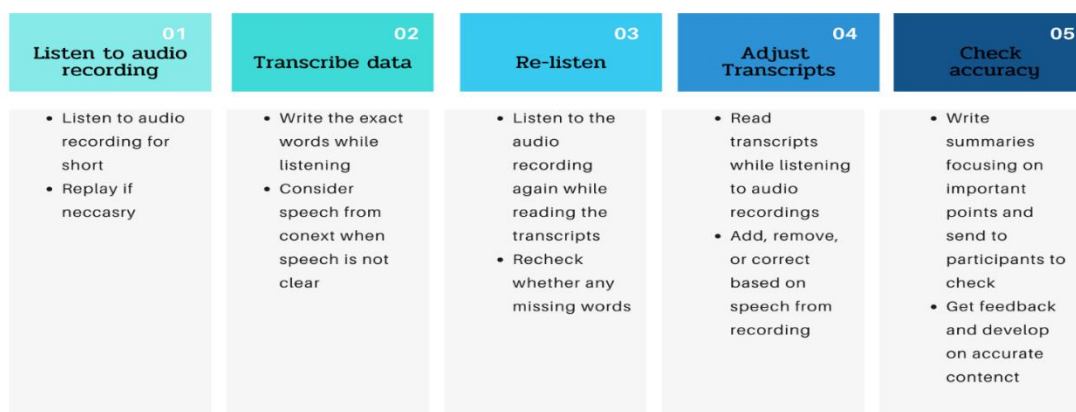 01
Listen to audio
recording
• Listen to audio
recording for
short
• Replay if
neccasry
02
Transcribe data
• Write the exact
words while
listening
• Consider
speech from
conext when
speech is not
clear
03
Re-listen
• Listen to the
audio
recording
again while
reading the
transcripts
• Recheck
whether any
missing words
04
Adjust
Transcripts
• Read
transcripts
while listening
to audio
recordings
• Add, remove,
or correct
based on
speech from
recording
05
Check
accuracy
• Write
summaries
focusing on
important
points and
send to
participants to
check
• Get feedback
and develop
on accurate
contenct